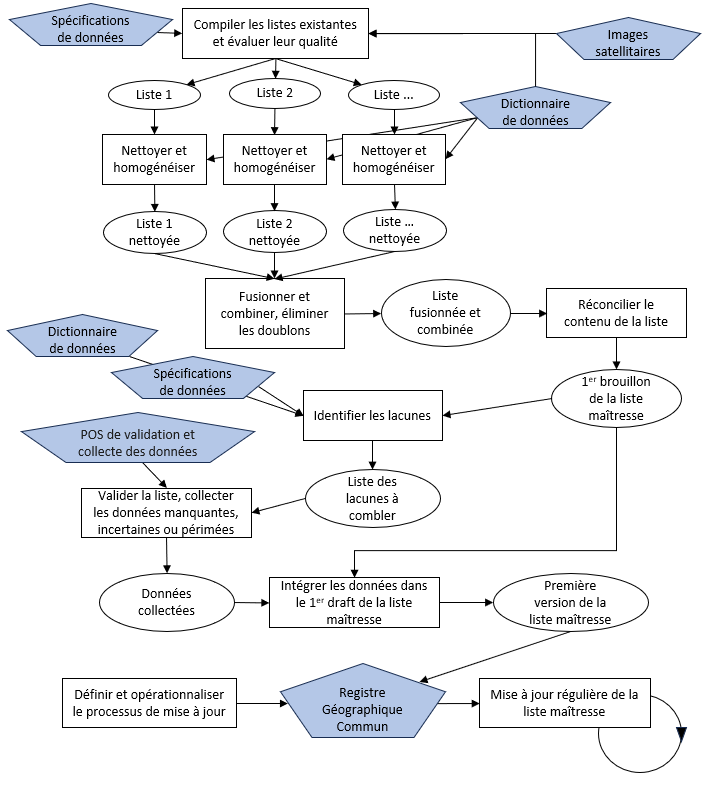 Spécifications
de données
Compiler les listes existantes
et évaluer leur qualité
Images
satellitaires
Liste 1
Liste 2
Liste ...
Dictionnaire
de données
Nettoyer et
homogénéiser
Nettoyer et
homogénéiser
Nettoyer et
homogénéiser
Liste 1
nettoyée
Liste 2
nettoyée
Liste ...
nettoyée
Fusionner et
combiner, éliminer
les doublons
Liste
fusionnée et
combinée
Réconcilier le
contenu de la liste
Dictionnaire
de données
Spécifications
de données
Identifier les lacunes
1er brouillon
de la liste
maîtresse
POS de validation et
collecte des données
Liste des
lacunes à
combler
Valider la liste, collecter
les données manquantes,
incertaines ou périmées
Données
collectées
Intégrer les données dans
le 1er draft de la liste
maîtresse
Première
version de la
liste maîtresse
Définir et opérationnaliser
le processus de mise à jour
Registre
Géographique
Commun
Mise à jour régulière de la
liste maîtresse